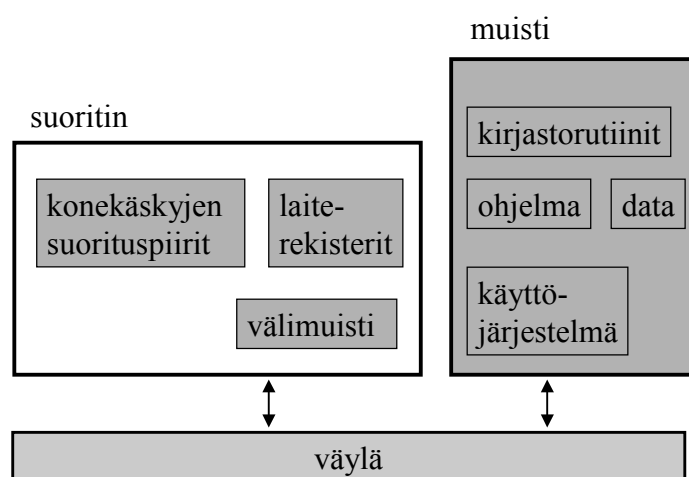 muisti
suoritin
kirjastorutiinit
konekäskyjen
suorituspiirit
laite-
rekisterit
ohjelma
data
välimuisti
käyttö-
järjestelmä
väylä